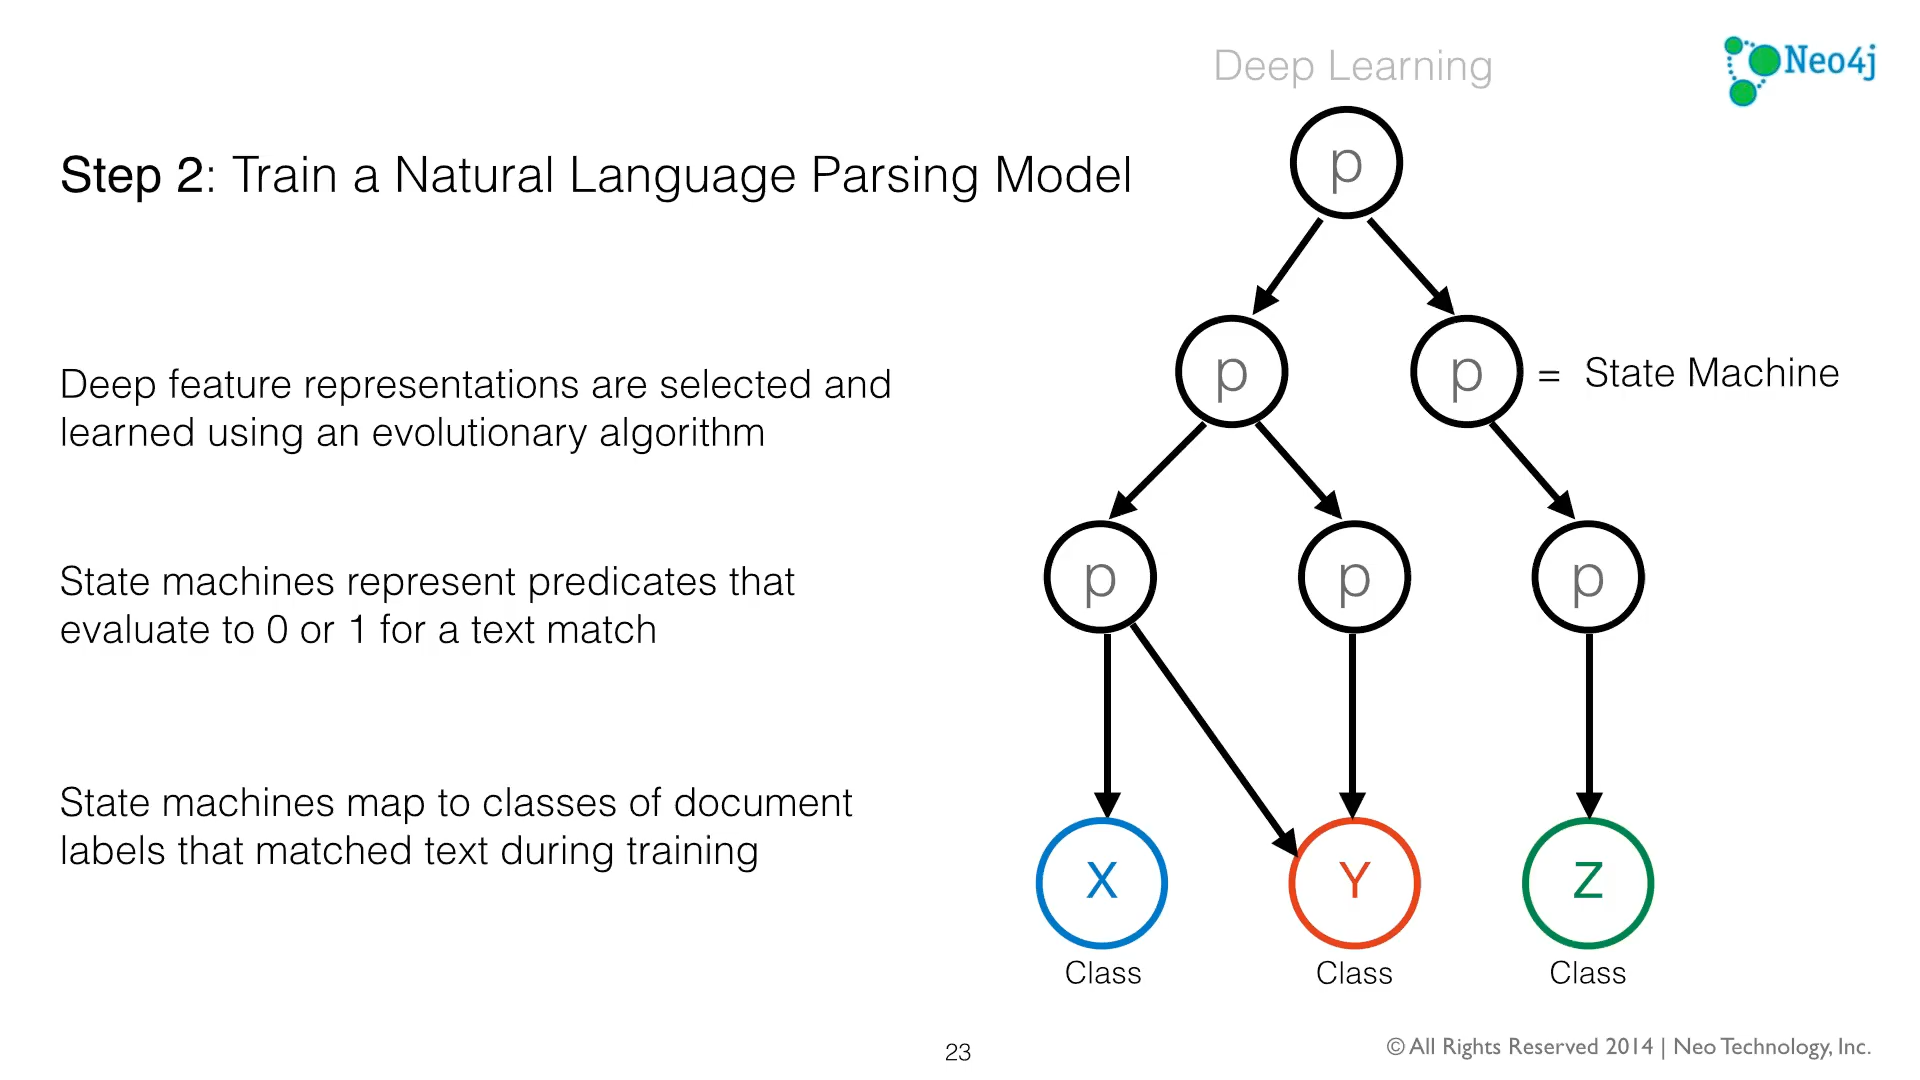 Deep Learning
Neo4j
Step 2: Train a Natural Language Parsing Model
p
p
p
= State Machine
Deep feature representations are selected and
learned using an evolutionary algorithm
State machines represent predicates that
evaluate to 0 or 1 for a text match
p
p
p
State machines map to classes of document
labels that matched text during training
X
Y
Z
Class
Class
Class
23
© All Rights Reserved 2014 | Neo Technology, Inc.